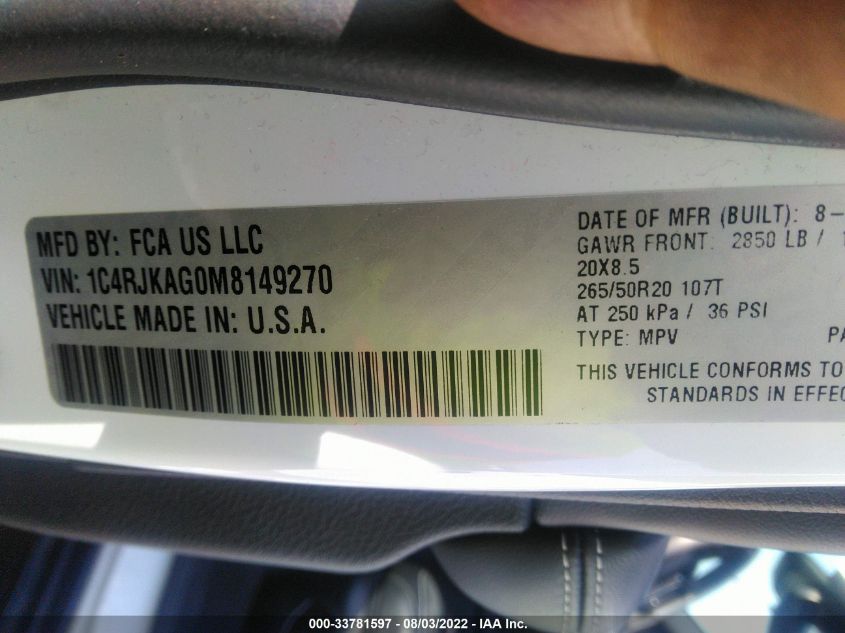 MFD BY: FCA US LLC
VIN: 1C4RJKAG0M8149270
VEHICLE MADE IN: U.S.A.
DATE OF MFR (BUILT): 8-
GAWR FRONT: 2850 LB / 1
20X8.5
265/50R20 107T
AT 250 kPa / 36 PSI
TYPE: MPV PA
THIS VEHICLE CONFORMS TO
STANDARDS IN EFFEC
000-33781597 - 08/03/2022 - IAA Inc.